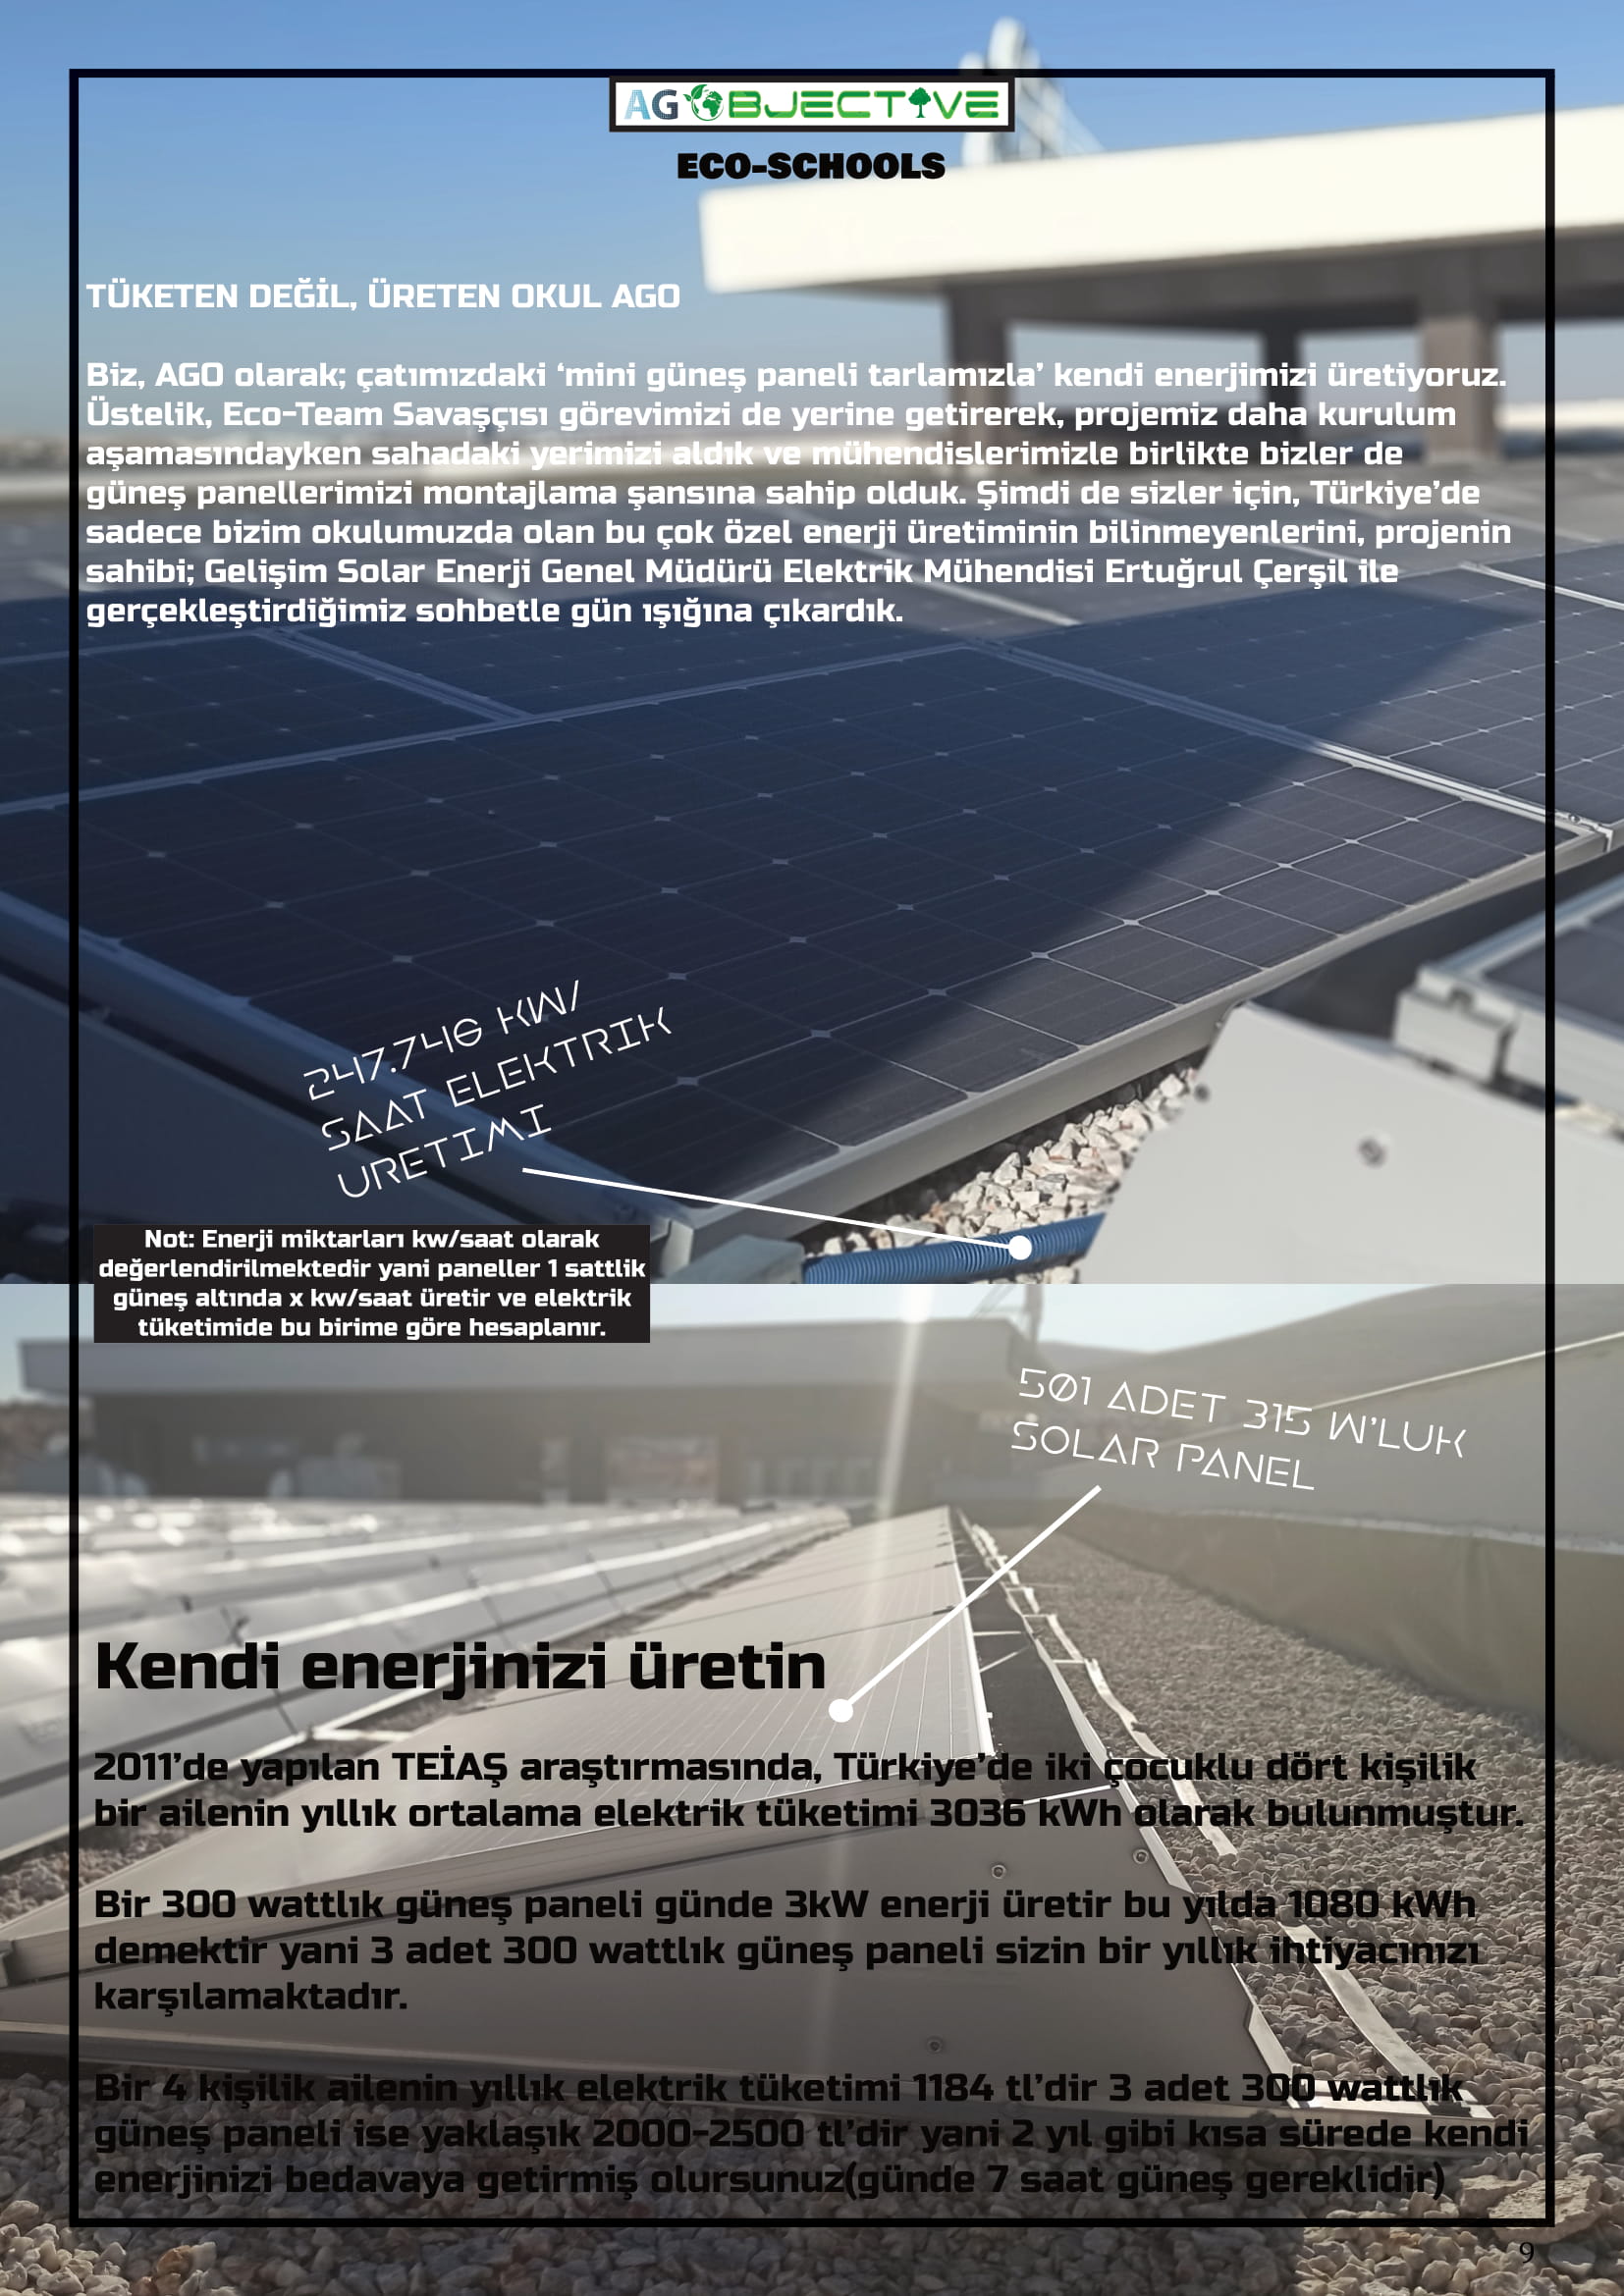 AGOBJECTIVE
ECO-SCHOOLS
TÜKETEN DEĞİL, ÜRETEN OKUL AGO
Biz, AGO olarak; çatımızdaki ‘mini güneş paneli tarlamızla’ kendi enerjimizi üretiyoruz.
Üstelik, Eco-Team Savaşçısı görevimizi de yerine getirerek, projemiz daha kurulum
aşamasındayken sahadaki yerimizi aldık ve mühendislerimizle birlikte bizler de
güneş panellerimizi montajlama şansına sahip olduk. Şimdi de sizler için, Türkiye’de
sadece bizim okulumuzda olan bu çok özel enerji üretiminin bilinmeyenlerini, projenin
sahibi; Gelişim Solar Enerji Genel Müdürü Elektrik Mühendisi Ertuğrul Çerşil ile
gerçekleştirdiğimiz sohbetle gün ışığına çıkardık.
247.746 KW/
SAAT ELEKTRIK
URETIMI
Not: Enerji miktarları kw/saat olarak
değerlendirilmektedir yani paneller 1 sattlik
güneş altında x kw/saat üretir ve elektrik
tüketimide bu birime göre hesaplanır.
501 ADET 315 W’LUK
SOLAR PANEL
Kendi enerjinizi üretin
2011’de yapılan TEİAŞ araştırmasında, Türkiye’de iki çocuklu dört kişilik
bir ailenin yıllık ortalama elektrik tüketimi 3036 kWh olarak bulunmuştur.
Bir 300 wattlık güneş paneli günde 3kW enerji üretir bu yılda 1080 kWh
demektir yani 3 adet 300 wattlık güneş paneli sizin bir yıllık ihtiyacınızı
karşılamaktadır.
Bir 4 kişilik ailenin yıllık elektrik tüketimi 1184 tl’dir 3 adet 300 wattlık
güneş paneli ise yaklaşık 2000-2500 tl’dir yani 2 yıl gibi kısa sürede kendi
enerjinizi bedavaya getirmiş olursunuz(günde 7 saat güneş gereklidir)
9